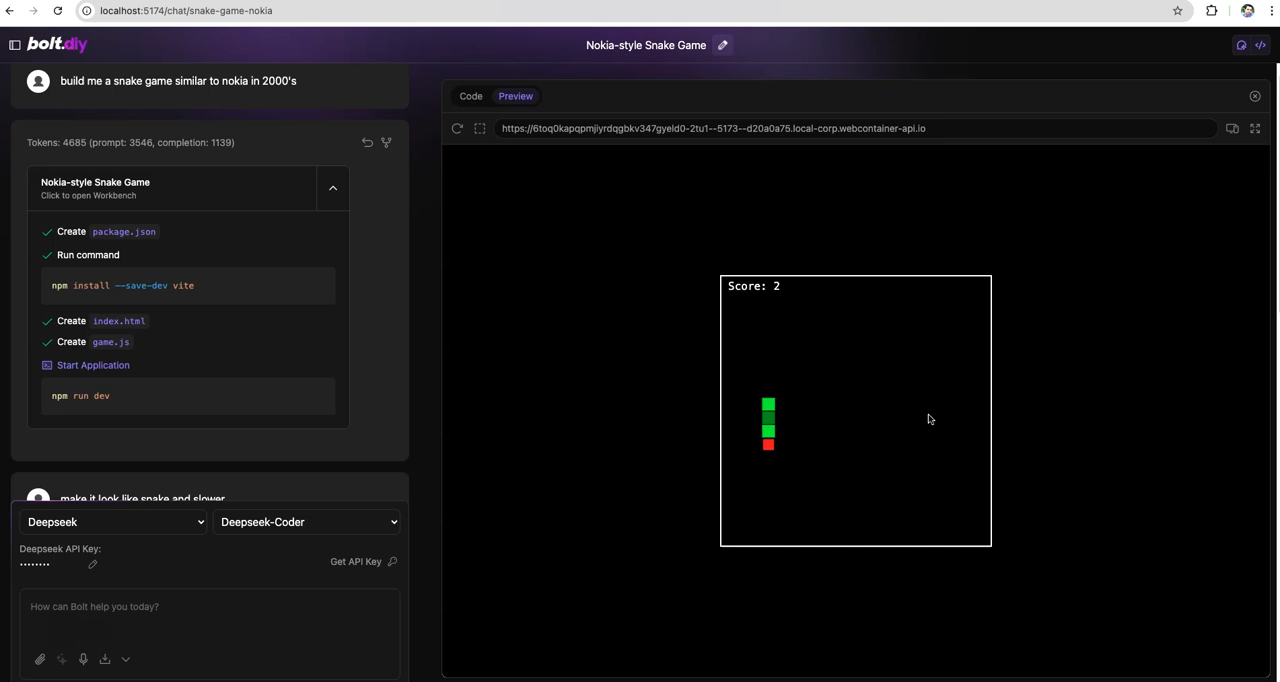 localhost:5174/chat/snake-game-nokia
bolt.diy
Nokia-style Snake Game
build me a snake game similar to nokia in 2000's
Tokens: 4685 (prompt: 3546, completion: 1139)
Nokia-style Snake Game
Click to open Workbench
Create package.json
Run command
npm install --save-dev vite
Create index.html
Create game.js
Start Application
npm run dev
make it look like snake and slower
Deepseek
Deepseek-Coder
Deepseek API Key:
••••••••
Get API Key
How can Bolt help you today?
Code
Preview
https://6toq0kapqpmjiyrdqgbkv347gyeld0-2tu1--5173--d20a0a75.local-corp.webcontainer-api.io
Score: 2